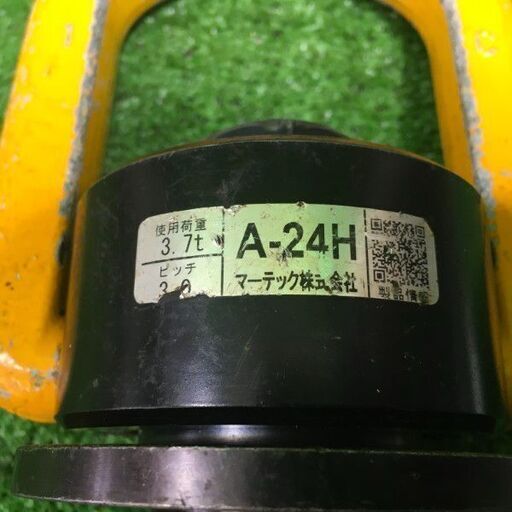 使用荷重
3.7t
ピッチ
3.0
A-24H
マーテック株式会社
製品情報